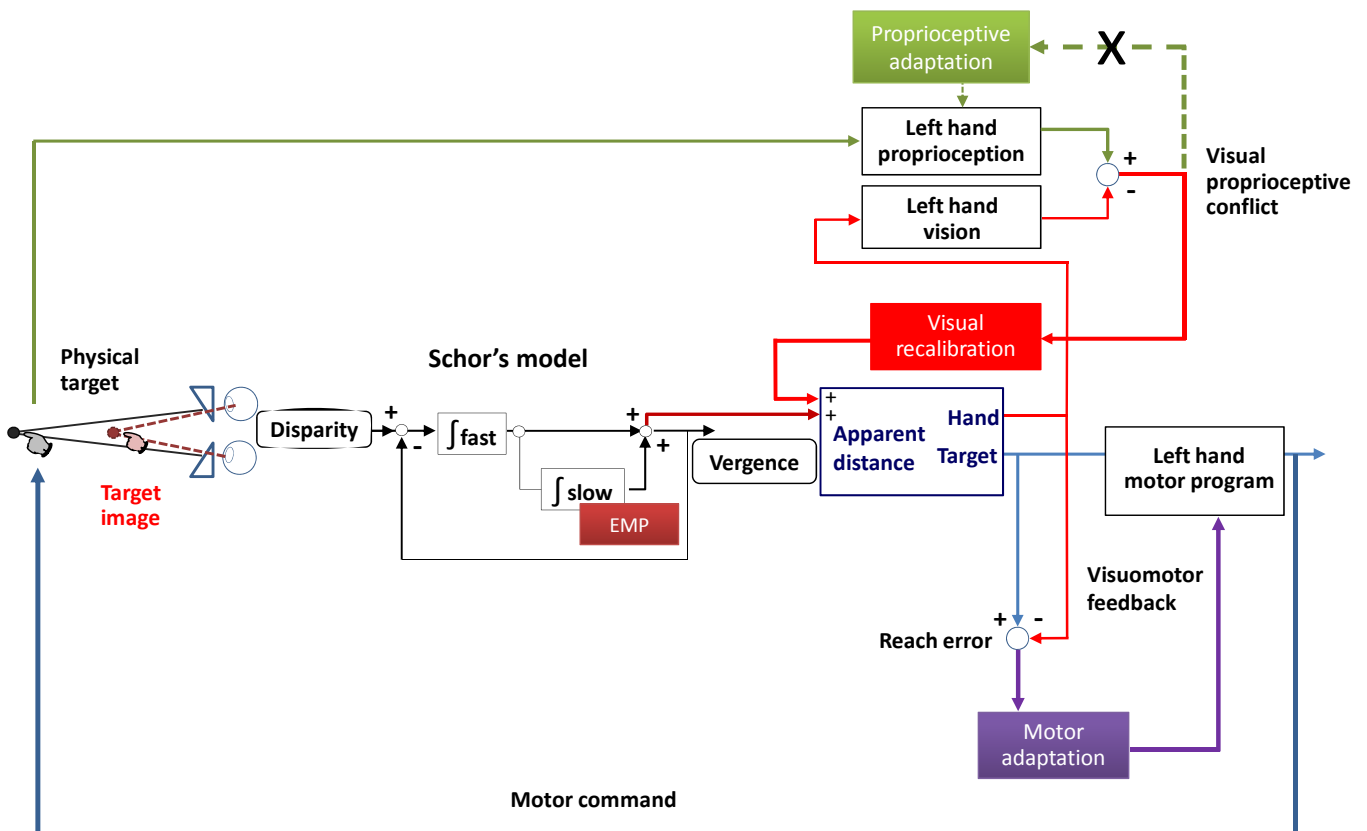 Proprioceptive
adaptation
X
Left hand
proprioception
+
-
Visual
proprioceptive
conflict
Left hand
vision
Visual
recalibration
Physical
target
Schor's model
Target
image
Disparity
+
-
∫fast
∫slow
EMP
+
+
Vergence
+
+
Hand
Apparent
distance
Target
Left hand
motor program
Visuomotor
feedback
+
-
Reach error
Motor
adaptation
Motor command